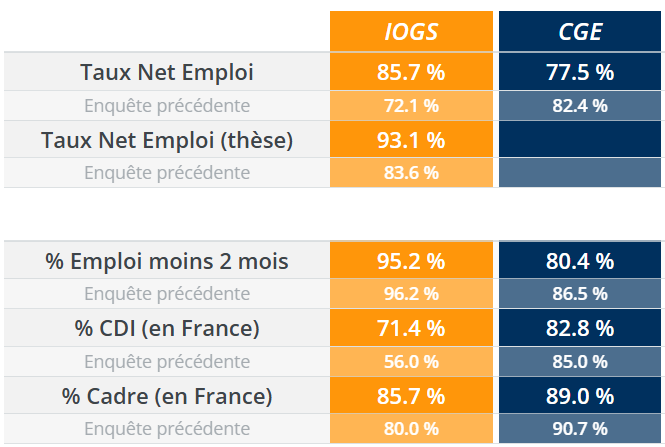 IOGS CGE
Taux Net Emploi 85.7 % 77.5 %
Enquête précédente 72.1 % 82.4 %
Taux Net Emploi (thèse) 93.1 %
Enquête précédente 83.6 %
% Emploi moins 2 mois 95.2 % 80.4 %
Enquête précédente 96.2 % 86.5 %
% CDI (en France) 71.4 % 82.8 %
Enquête précédente 56.0 % 85.0 %
% Cadre (en France) 85.7 % 89.0 %
Enquête précédente 80.0 % 90.7 %